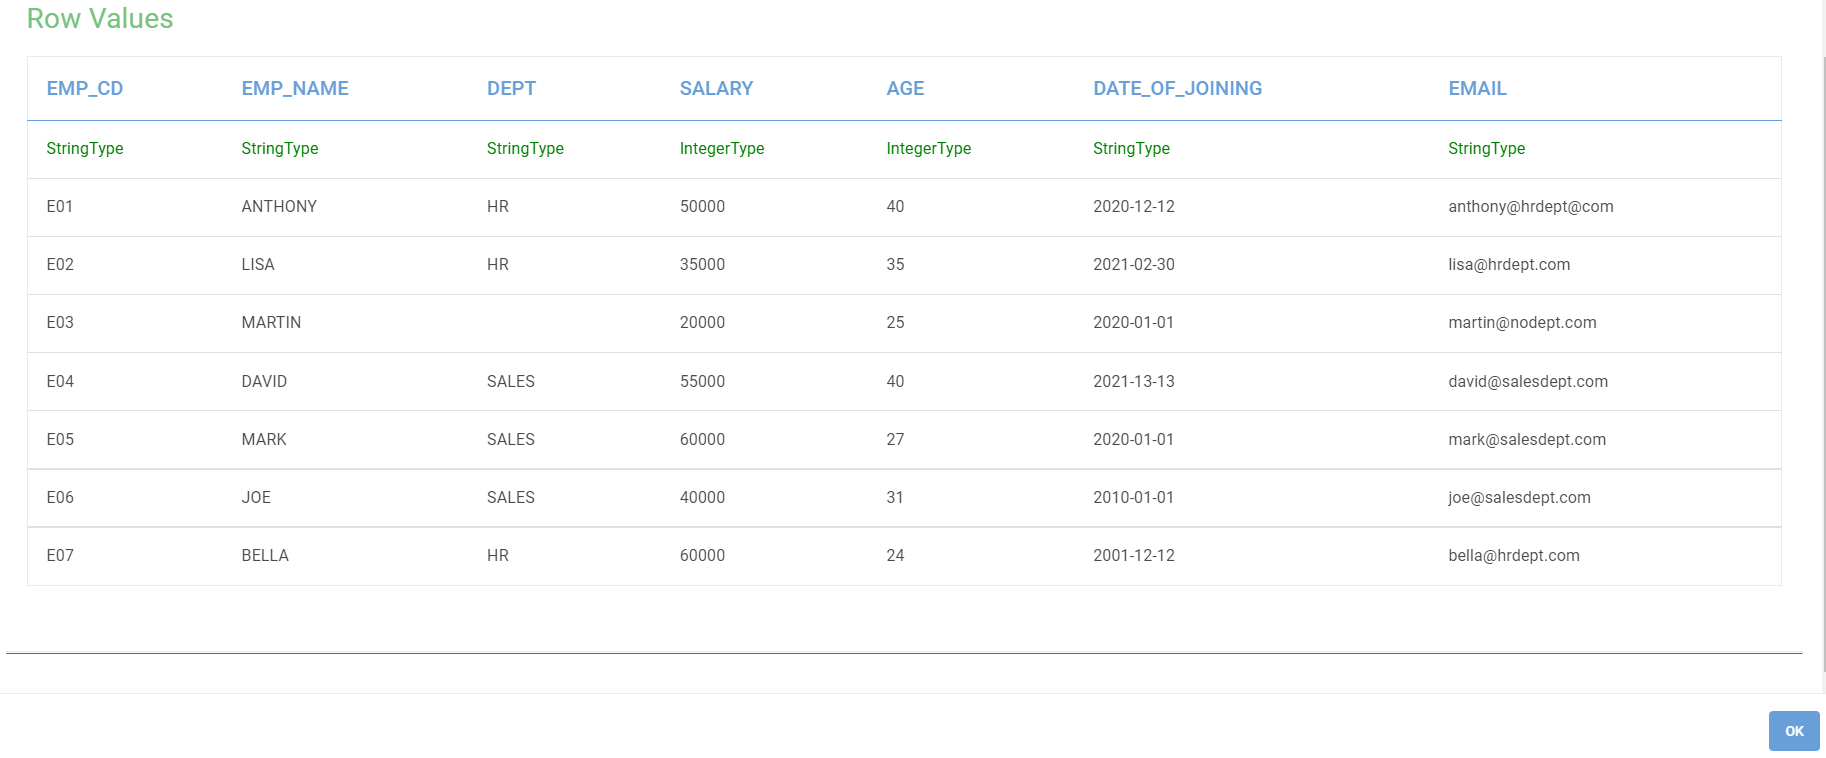 Row Values
EMP_CD EMP_NAME DEPT SALARY AGE DATE_OF_JOINING EMAIL
StringType StringType StringType IntegerType IntegerType StringType StringType
E01 ANTHONY HR 50000 40 2020-12-12 anthony@hrdept@com
E02 LISA HR 35000 35 2021-02-30 lisa@hrdept.com
E03 MARTIN 20000 25 2020-01-01 martin@nodept.com
E04 DAVID SALES 55000 40 2021-13-13 david@salesdept.com
E05 MARK SALES 60000 27 2020-01-01 mark@salesdept.com
E06 JOE SALES 40000 31 2010-01-01 joe@salesdept.com
E07 BELLA HR 60000 24 2001-12-12 bella@hrdept.com
OK